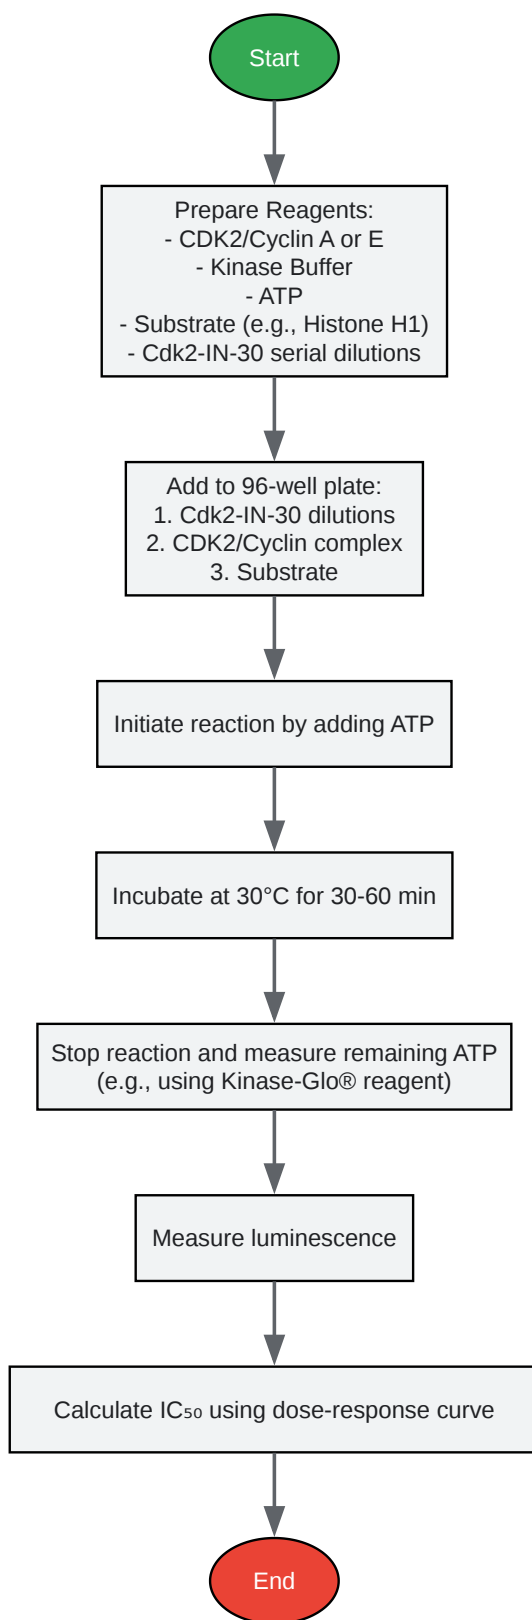 Start
Prepare Reagents:
- CDK2/Cyclin A or E
- Kinase Buffer
- ATP
- Substrate (e.g., Histone H1)
- Cdk2-IN-30 serial dilutions
Add to 96-well plate:
1. Cdk2-IN-30 dilutions
2. CDK2/Cyclin complex
3. Substrate
Initiate reaction by adding ATP
Incubate at 30°C for 30-60 min
Stop reaction and measure remaining ATP
(e.g., using Kinase-Glo® reagent)
Measure luminescence
Calculate IC₅₀ using dose-response curve
End